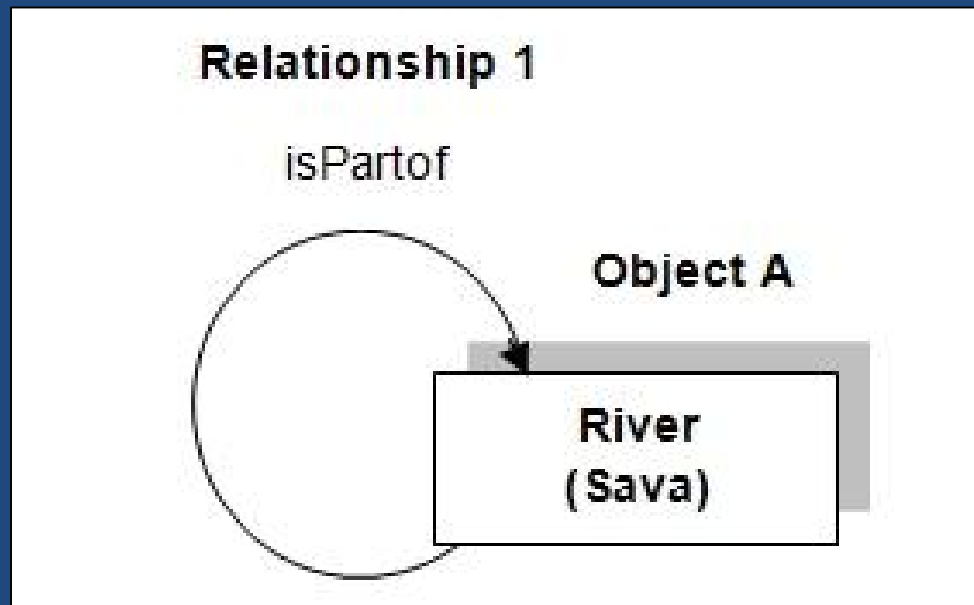 Relationship 1
isPartof
Object A
River
(Sava)